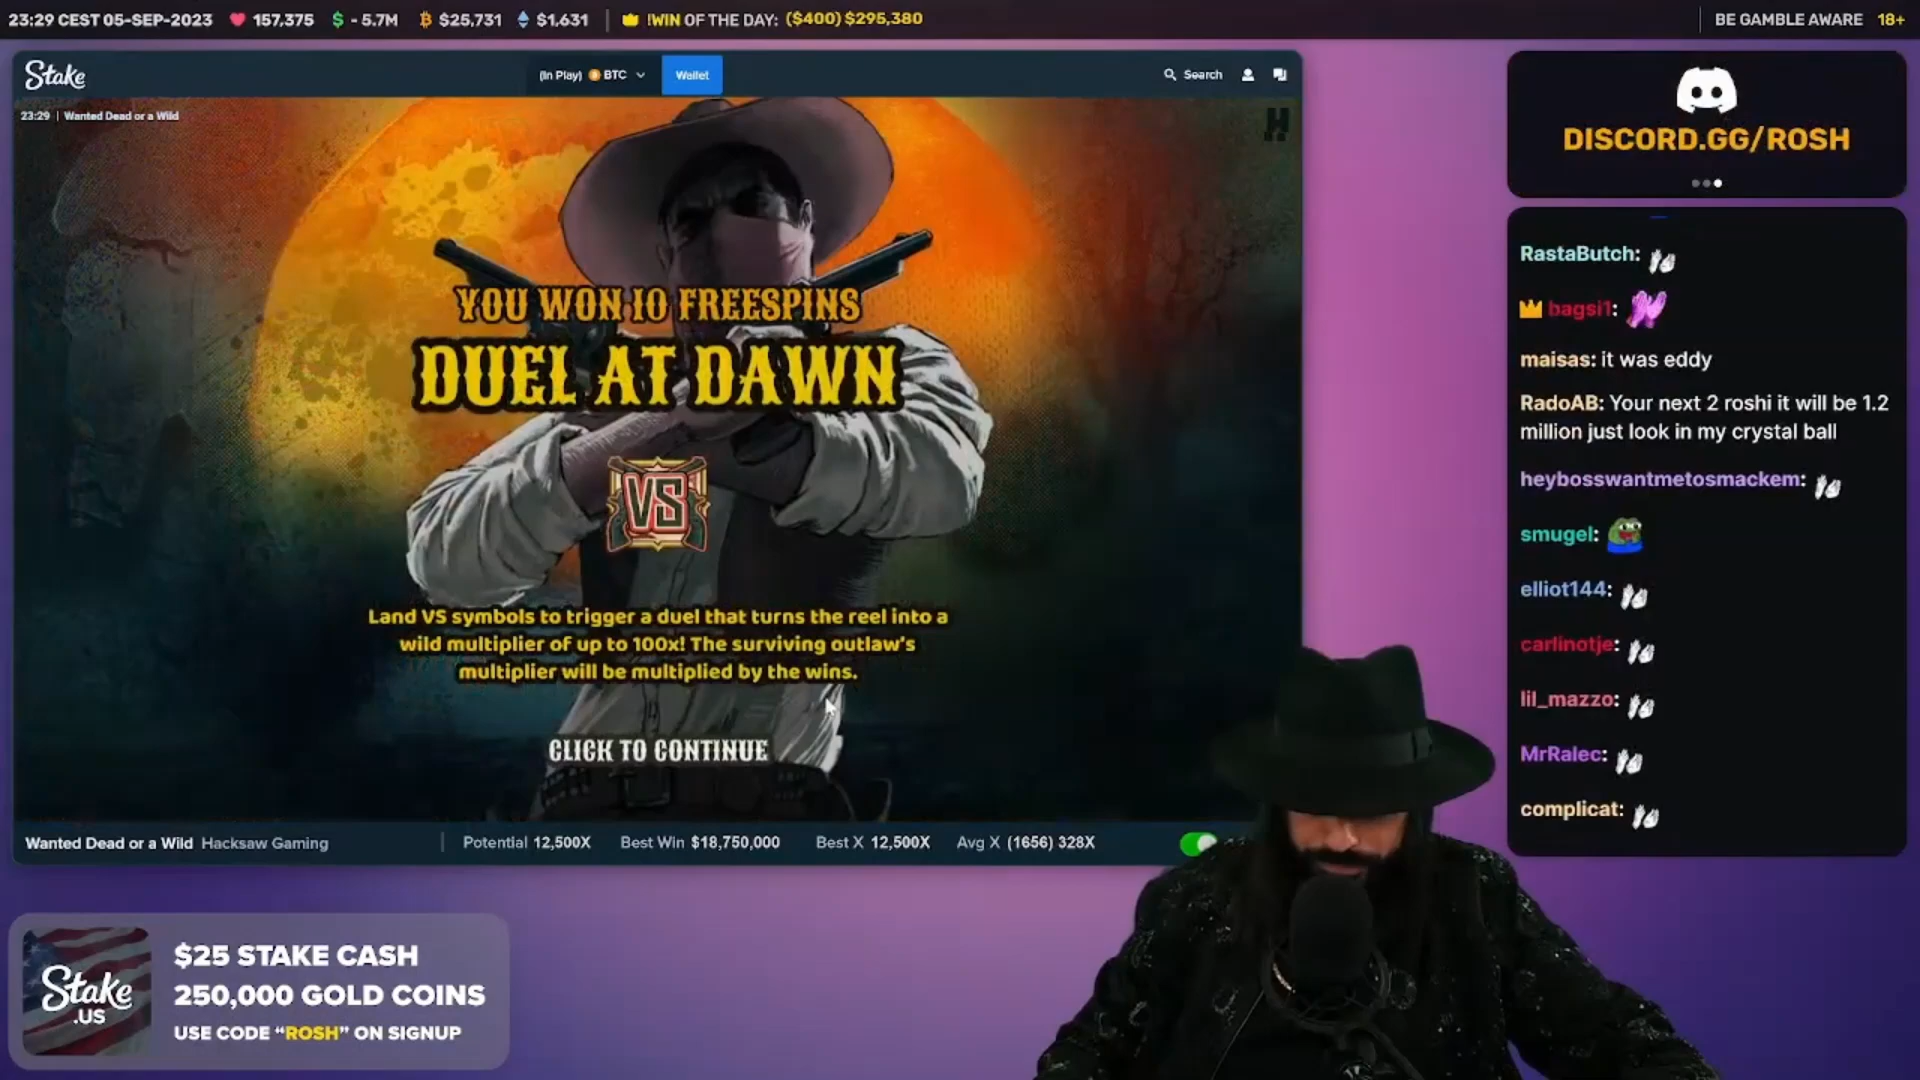 23:29 CEST 05-SEP-2023 157,375 $ - 5.7M $25,731 $1,631 !WIN OF THE DAY: ($400) $295,380 BE GAMBLE AWARE 18+
Stake (In Play) BTC Wallet Search
23:29 | Wanted Dead or a Wild
YOU WON 10 FREESPINS
DUEL AT DAWN
VS
Land VS symbols to trigger a duel that turns the reel into a
wild multiplier of up to 100x! The surviving outlaw's
multiplier will be multiplied by the wins.
CLICK TO CONTINUE
Wanted Dead or a Wild Hacksaw Gaming Potential 12,500X Best Win $18,750,000 Best X 12,500X Avg X (1656) 328X
DISCORD.GG/ROSH
RastaButch:
bagsi1:
maisas: it was eddy
RadoAB: Your next 2 roshi it will be 1.2
million just look in my crystal ball
heybosswantmetosmackem:
smugel:
elliot144:
carlinotje:
lil_mazzo:
MrRalec:
complicat:
Stake
.US
$25 STAKE CASH
250,000 GOLD COINS
USE CODE “ROSH” ON SIGNUP